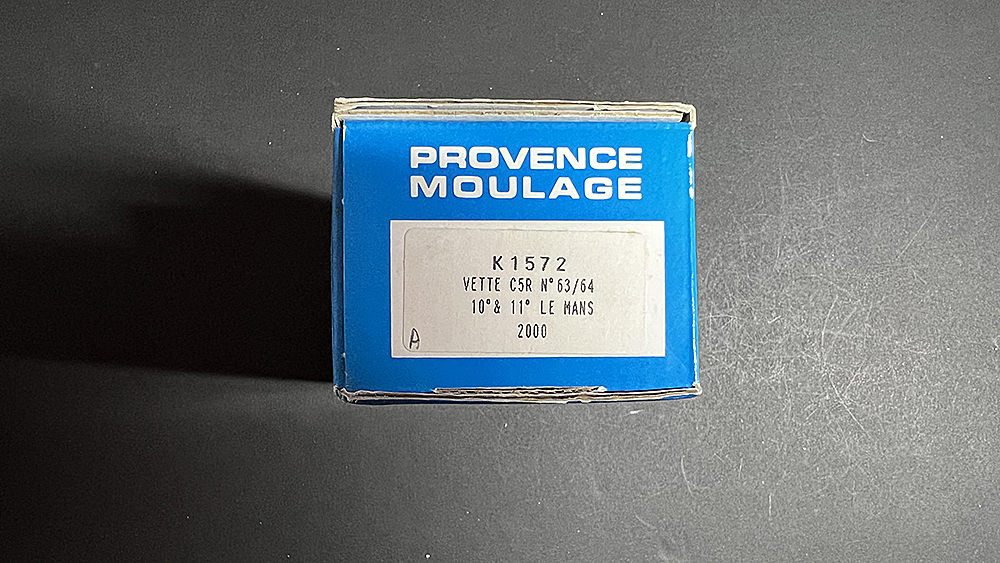 PROVENCE
MOULAGE
K1572
VETTE C5R N°63/64
10°& 11° LE MANS
2000
A